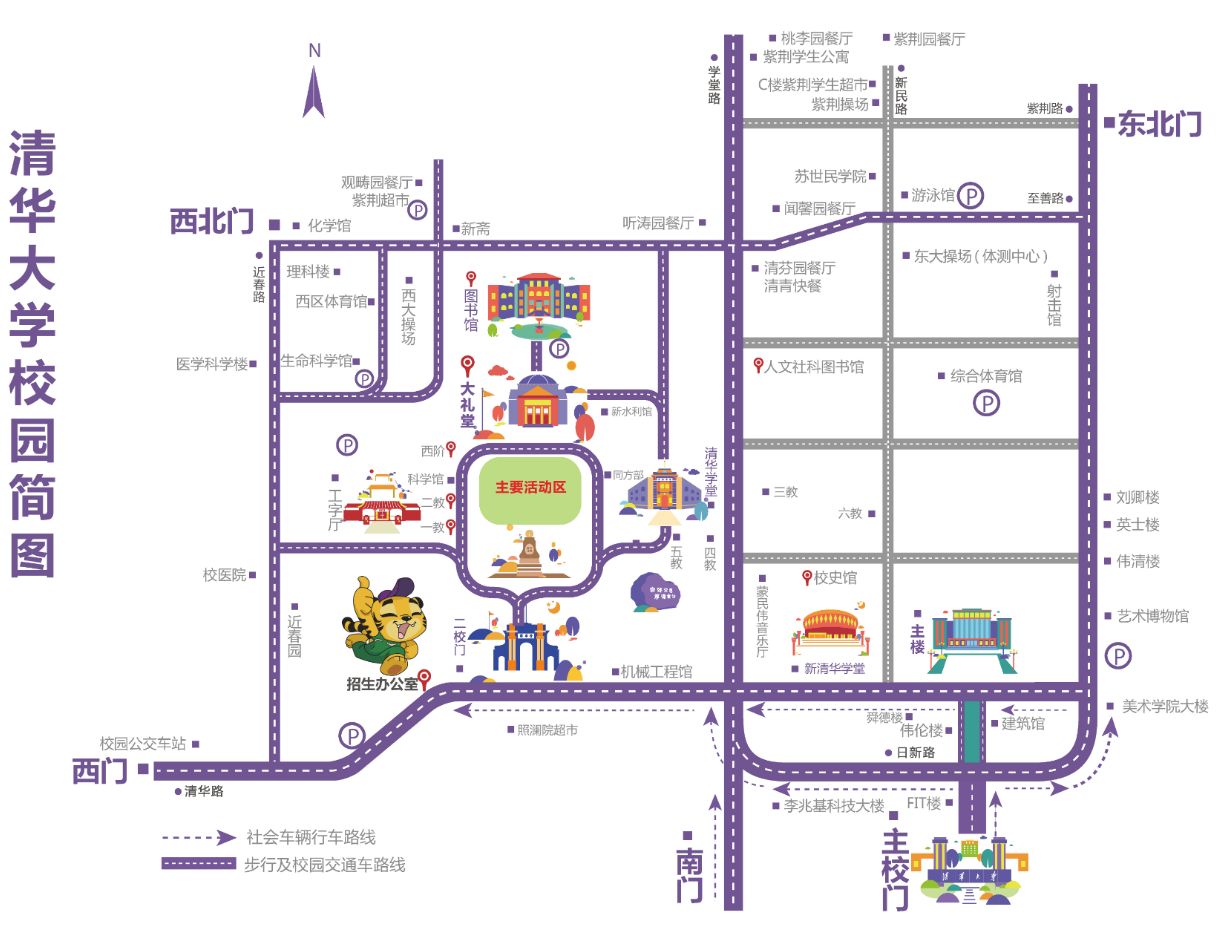 清华大学校园简图
N
桃李园餐厅
紫荆园餐厅
紫荆学生公寓
学堂路
C楼紫荆学生超市
紫荆操场
新民路
紫荆路
东北门
观畴园餐厅
紫荆超市
P
苏世民学院
游泳馆
P
至善路
西北门
化学馆
新斋
听涛园餐厅
闻馨园餐厅
近春路
理科楼
西区体育馆
西大操场
图书馆
清芬园餐厅
清青快餐
东大操场(体测中心)
射击馆
医学科学楼
生命科学馆
P
P
大礼堂
新水利馆
人文社科图书馆
综合体育馆
P
P
西阶
科学馆
二教
一教
工字厅
主要活动区
同方部
清华学堂
三教
六教
刘卿楼
英士楼
伟清楼
五教
四教
校医院
近春园
招生办公室
二校门
机械工程馆
蒙民伟音乐厅
校史馆
新清华学堂
主楼
艺术博物馆
P
美术学院大楼
P
照澜院超市
舜德楼
伟伦楼
建筑馆
日新路
校园公交车站
西门
清华路
李兆基科技大楼
FIT楼
社会车辆行车路线
步行及校园交通车路线
南门
主校门
清华大学